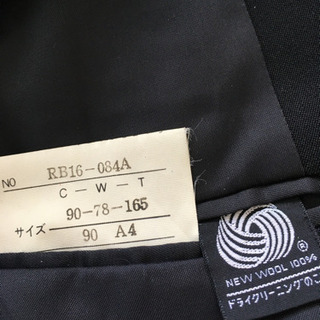 NO RB16-084A
C - W - T
90-78-165
サイズ 90 A4
®
NEW WOOL 100%
ドライクリーニングのこ